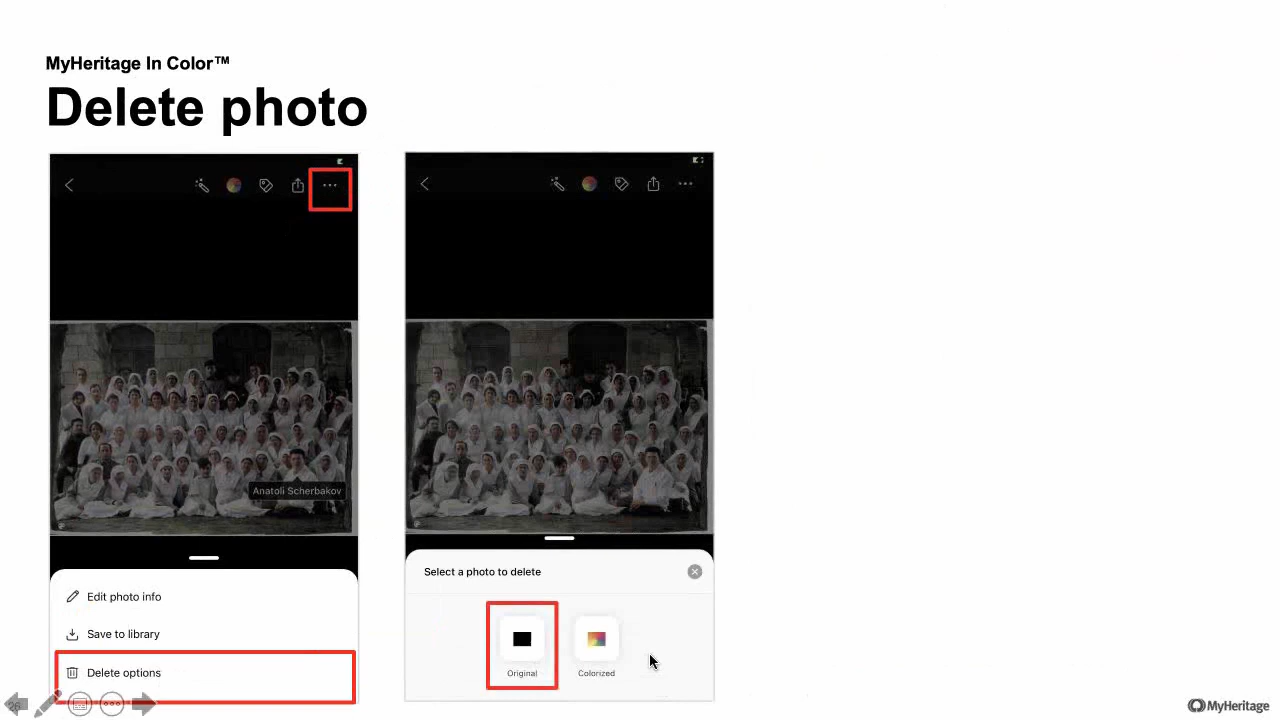 MyHeritage In Color™
Delete photo
Anatoli Scherbakov
Edit photo info
Save to library
Delete options
Select a photo to delete
Original
Colorized
26
MyHeritage